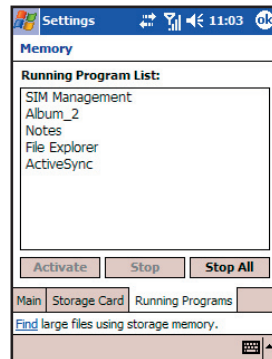 Settings 11:03 ok
Memory
Running Program List:
SIM Management
Album_2
Notes
File Explorer
ActiveSync
Activate Stop Stop All
Main Storage Card Running Programs
Find large files using storage memory.